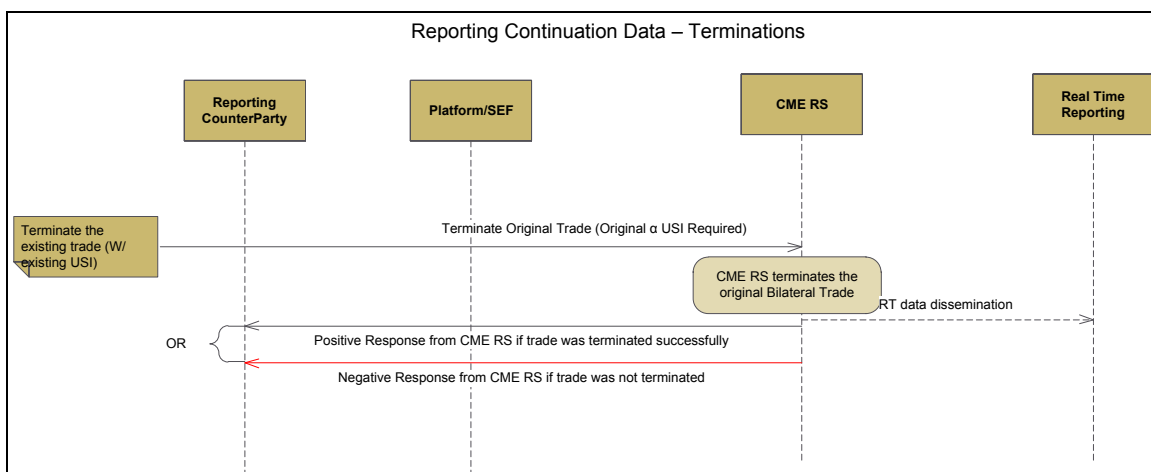 Reporting Continuation Data – Terminations
Reporting
CounterParty
Platform/SEF
CME RS
Real Time
Reporting
Terminate the
existing trade (W/
existing USI)
Terminate Original Trade (Original α USI Required)
CME RS terminates the
original Bilateral Trade
RT data dissemination
OR
Positive Response from CME RS if trade was terminated successfully
Negative Response from CME RS if trade was not terminated